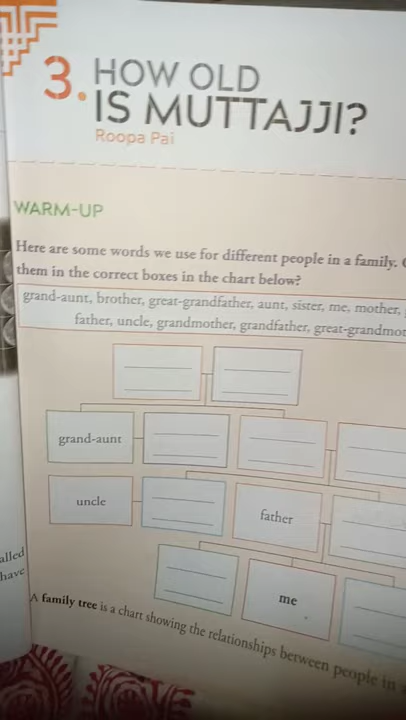 3. HOW OLD
IS MUTTAJJI?
Roopa Pai
WARM-UP
Here are some words we use for different people in a family.
them in the correct boxes in the chart below?
grand-aunt, brother, great-grandfather, aunt, sister, me, mother,
father, uncle, grandmother, grandfather,
grand-aunt
uncle
father
me
have
A family tree is a chart showing the relationships between people in